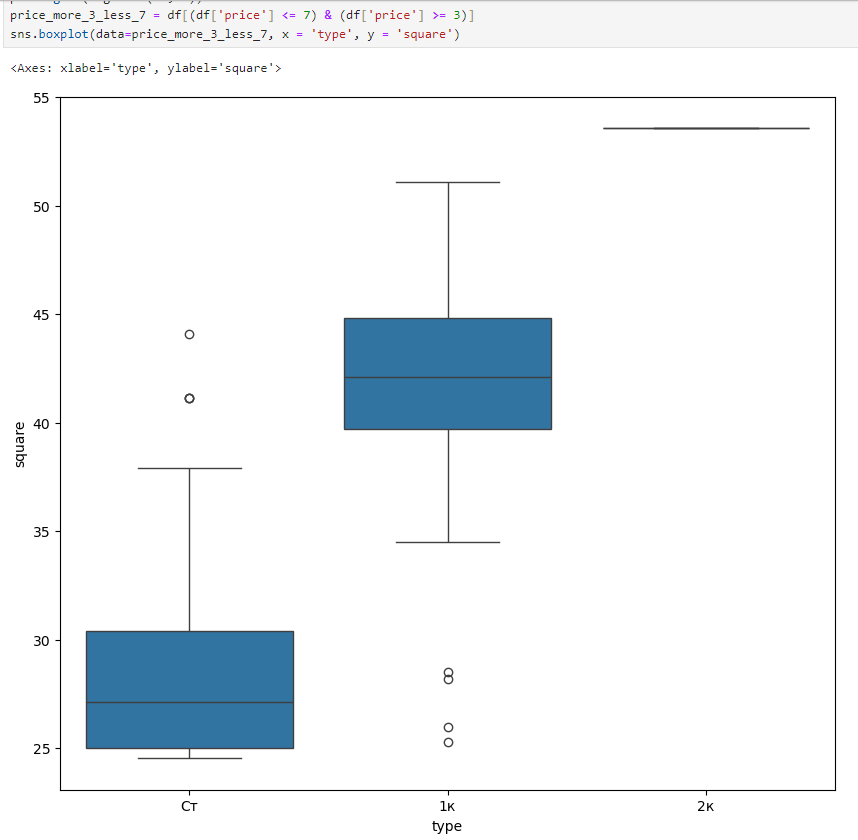 price_more_3_less_7 = df[(df['price'] <= 7) & (df['price'] >= 3)]
sns.boxplot(data=price_more_3_less_7, x = 'type', y = 'square')
<Axes: xlabel='type', ylabel='square'>
55
50
45
40
35
30
25
square
Ст
1к
2к
type